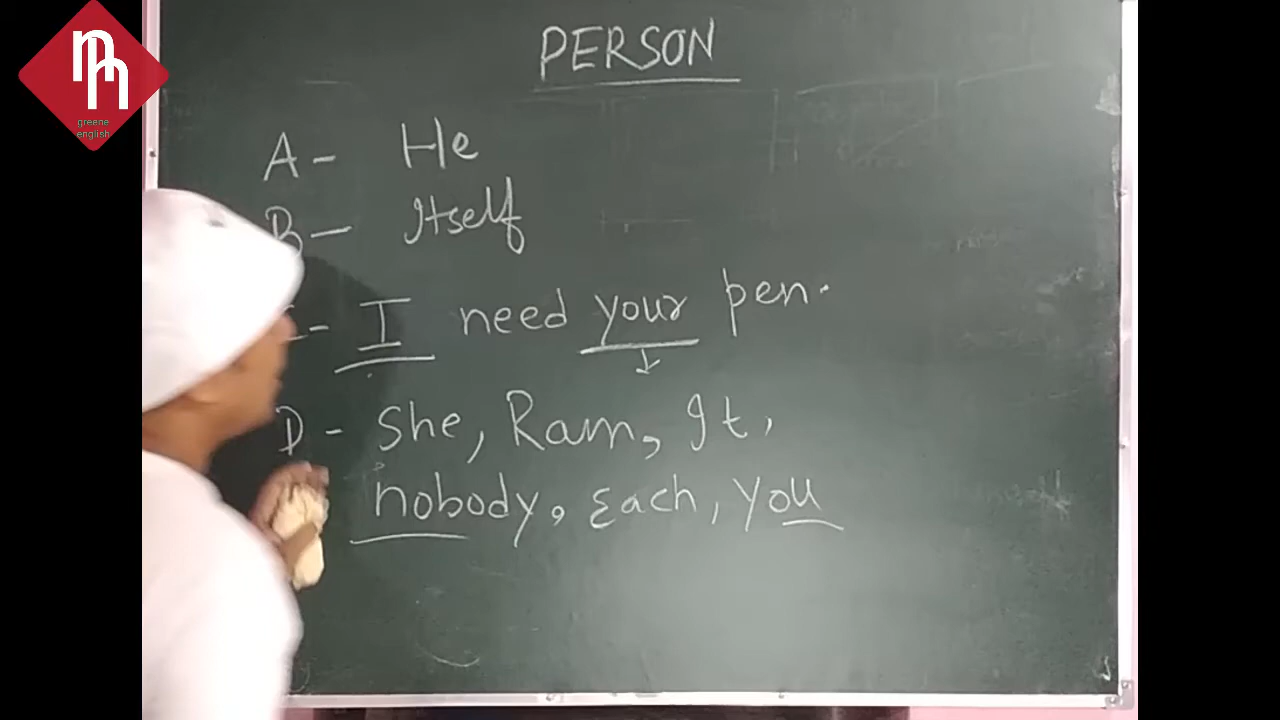 greene
english
PERSON
A - He
B - Itself
C - I need your pen.
D - She, Ram, It,
nobody, Each, you